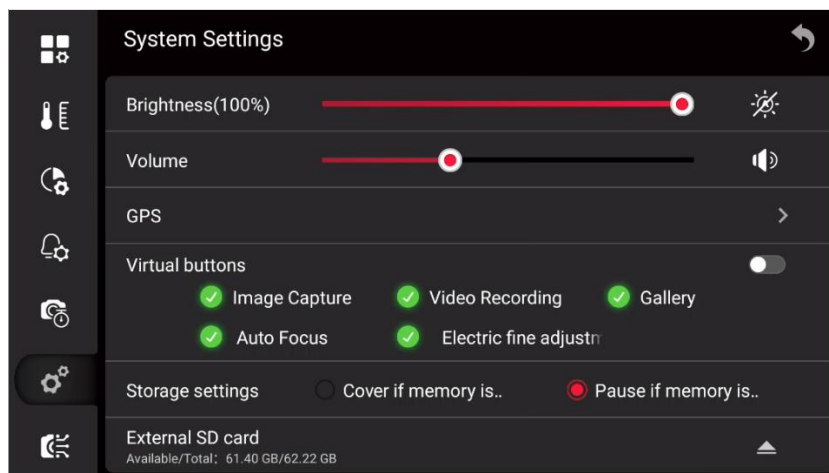 System Settings
Brightness(100%)
Volume
GPS
Virtual buttons
Image Capture Video Recording Gallery
Auto Focus Electric fine adjustm
Storage settings Cover if memory is.. Pause if memory is..
External SD card
Available/Total: 61.40 GB/62.22 GB